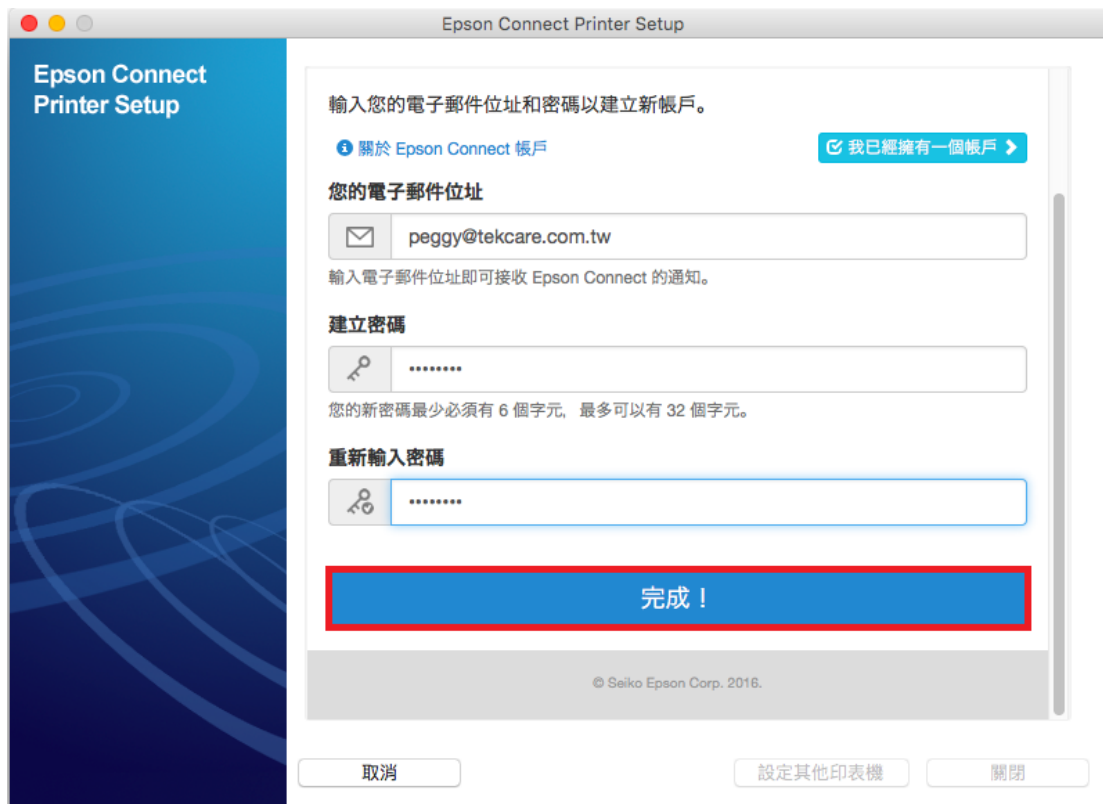 Epson Connect Printer Setup
Epson Connect
Printer Setup
輸入您的電子郵件位址和密碼以建立新帳戶。
關於 Epson Connect 帳戶
我已經擁有一個帳戶
您的電子郵件位址
peggy@tekcare.com.tw
輸入電子郵件位址即可接收 Epson Connect 的通知。
建立密碼
••••••••
您的新密碼最少必須有 6 個字元，最多可以有 32 個字元。
重新輸入密碼
••••••••
完成！
© Seiko Epson Corp. 2016.
取消
設定其他印表機
關閉